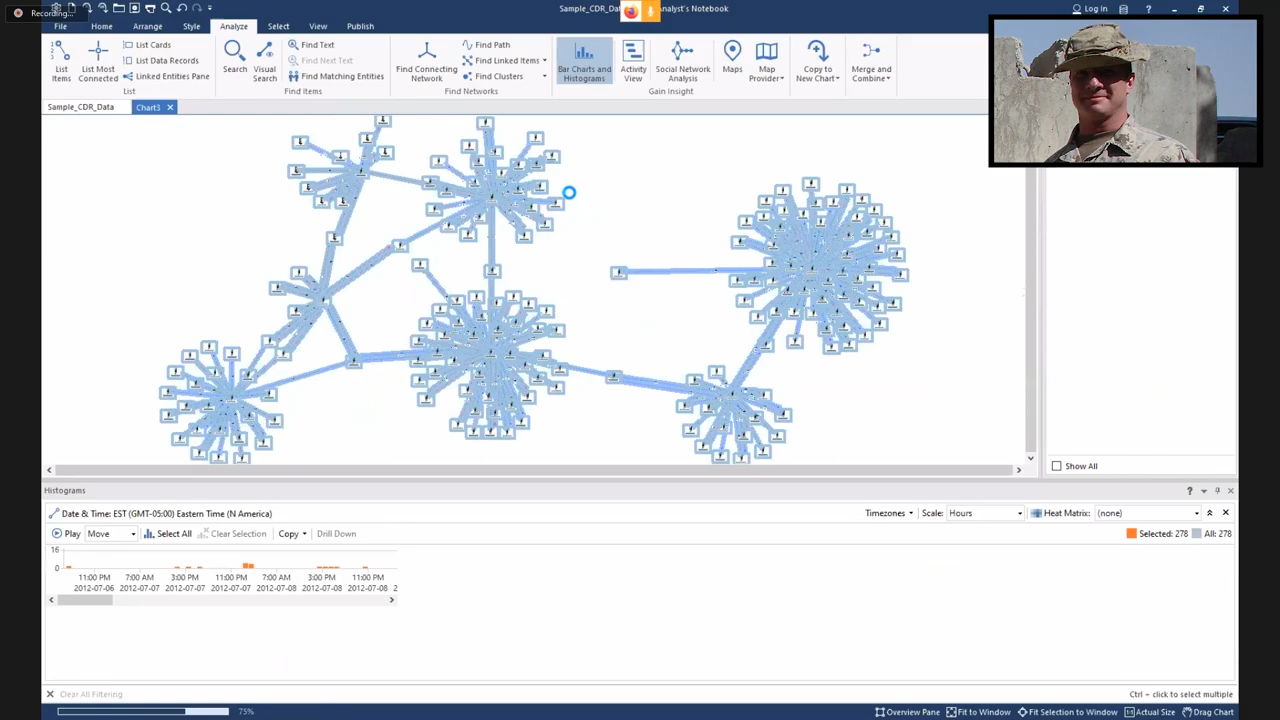 Recording...
Sample_CDR_Da
Analyst's Notebook
Log In
File Home Arrange Style Analyze Select View Publish
List Items
List Most Connected
List Cards
List Data Records
Linked Entities Pane
List
Search
Visual Search
Find Text
Find Next Text
Find Matching Entities
Find Items
Find Connecting Network
Find Path
Find Linked Items
Find Clusters
Find Networks
Bar Charts and Histograms
Activity View
Social Network Analysis
Maps
Map Provider
Gain Insight
Copy to New Chart
Merge and Combine
Sample_CDR_Data Chart3
Show All
Histograms
Date & Time: EST (GMT-05:00) Eastern Time (N America)
Timezones Scale: Hours Heat Matrix: (none)
Play Move Select All Clear Selection Copy Drill Down
Selected: 278 All: 278
16
0
11:00 PM 7:00 AM 3:00 PM 11:00 PM 7:00 AM 3:00 PM 11:00 PM
2012-07-06 2012-07-07 2012-07-07 2012-07-07 2012-07-08 2012-07-08 2012-07-08 2
Clear All Filtering
Ctrl + click to select multiple
75%
Overview Pane Fit to Window Fit Selection to Window Actual Size Drag Chart